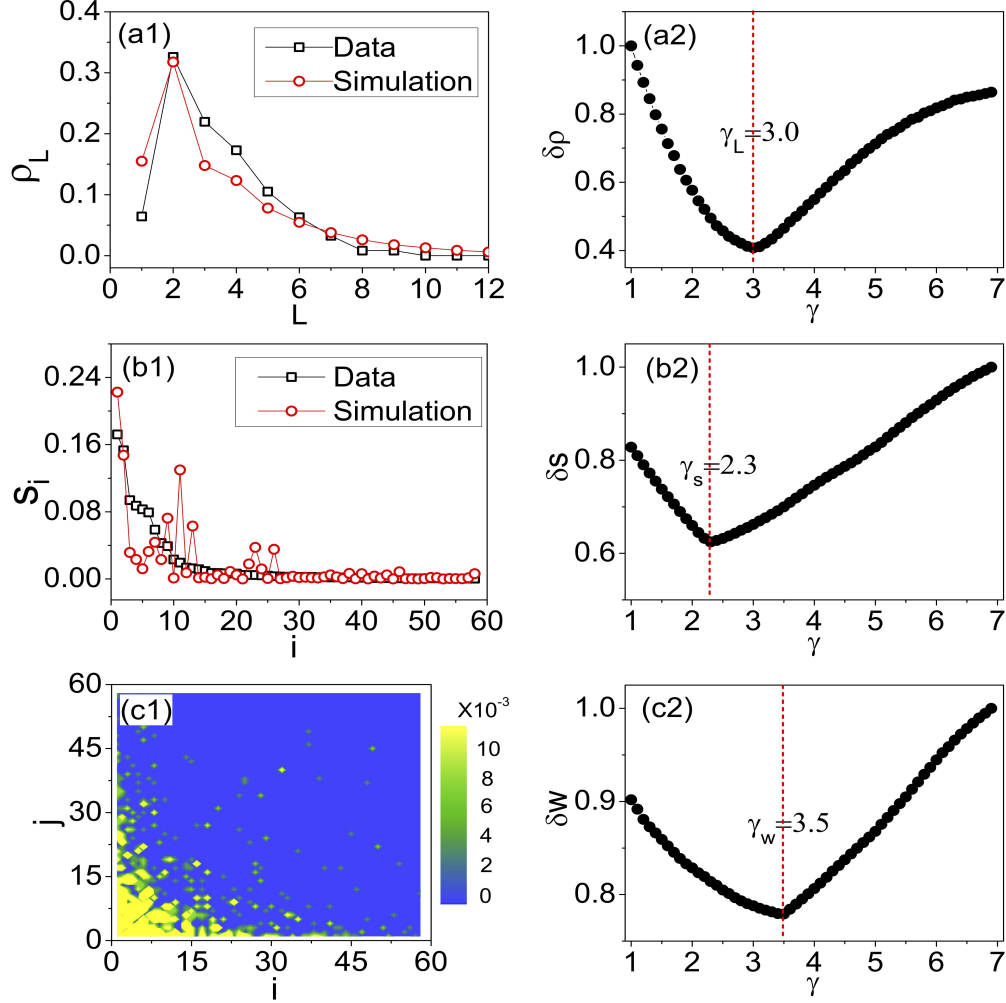 (a1)
Data
Simulation
0.4
0.3
0.2
0.1
0.0
ρL
0 2 4 6 8 10 12
L
(a2)
γL=3.0
1.0
0.8
0.6
0.4
δρ
1 2 3 4 5 6 7
γ
(b1)
Data
Simulation
0.24
0.16
0.08
0.00
si
0 10 20 30 40 50 60
i
(b2)
γs=2.3
1.0
0.8
0.6
δs
1 2 3 4 5 6 7
γ
(c1)
60
45
30
15
0
j
0 15 30 45 60
i
X10-3
10
8
6
4
2
0
(c2)
γw=3.5
1.0
0.9
0.8
δw
1 2 3 4 5 6 7
γ